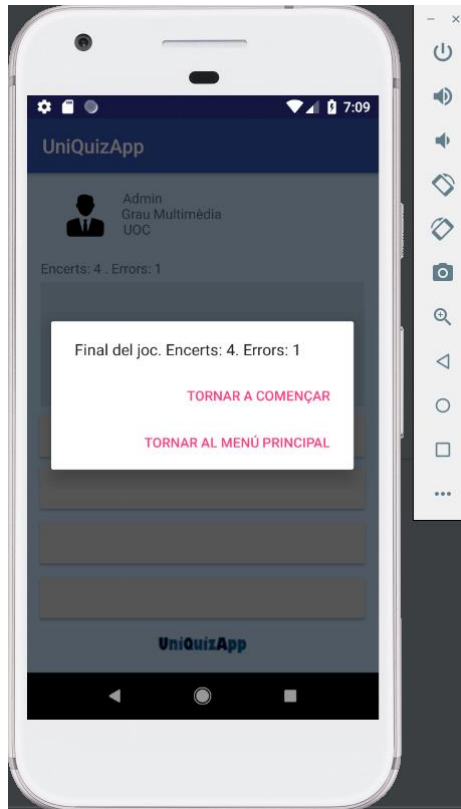 7:09
UniQuizApp
Admin
Grau Multimèdia
UOC
Encerts: 4 . Errors: 1
Final del joc. Encerts: 4. Errors: 1
TORNAR A COMENÇAR
TORNAR AL MENÚ PRINCIPAL
UniQuizApp